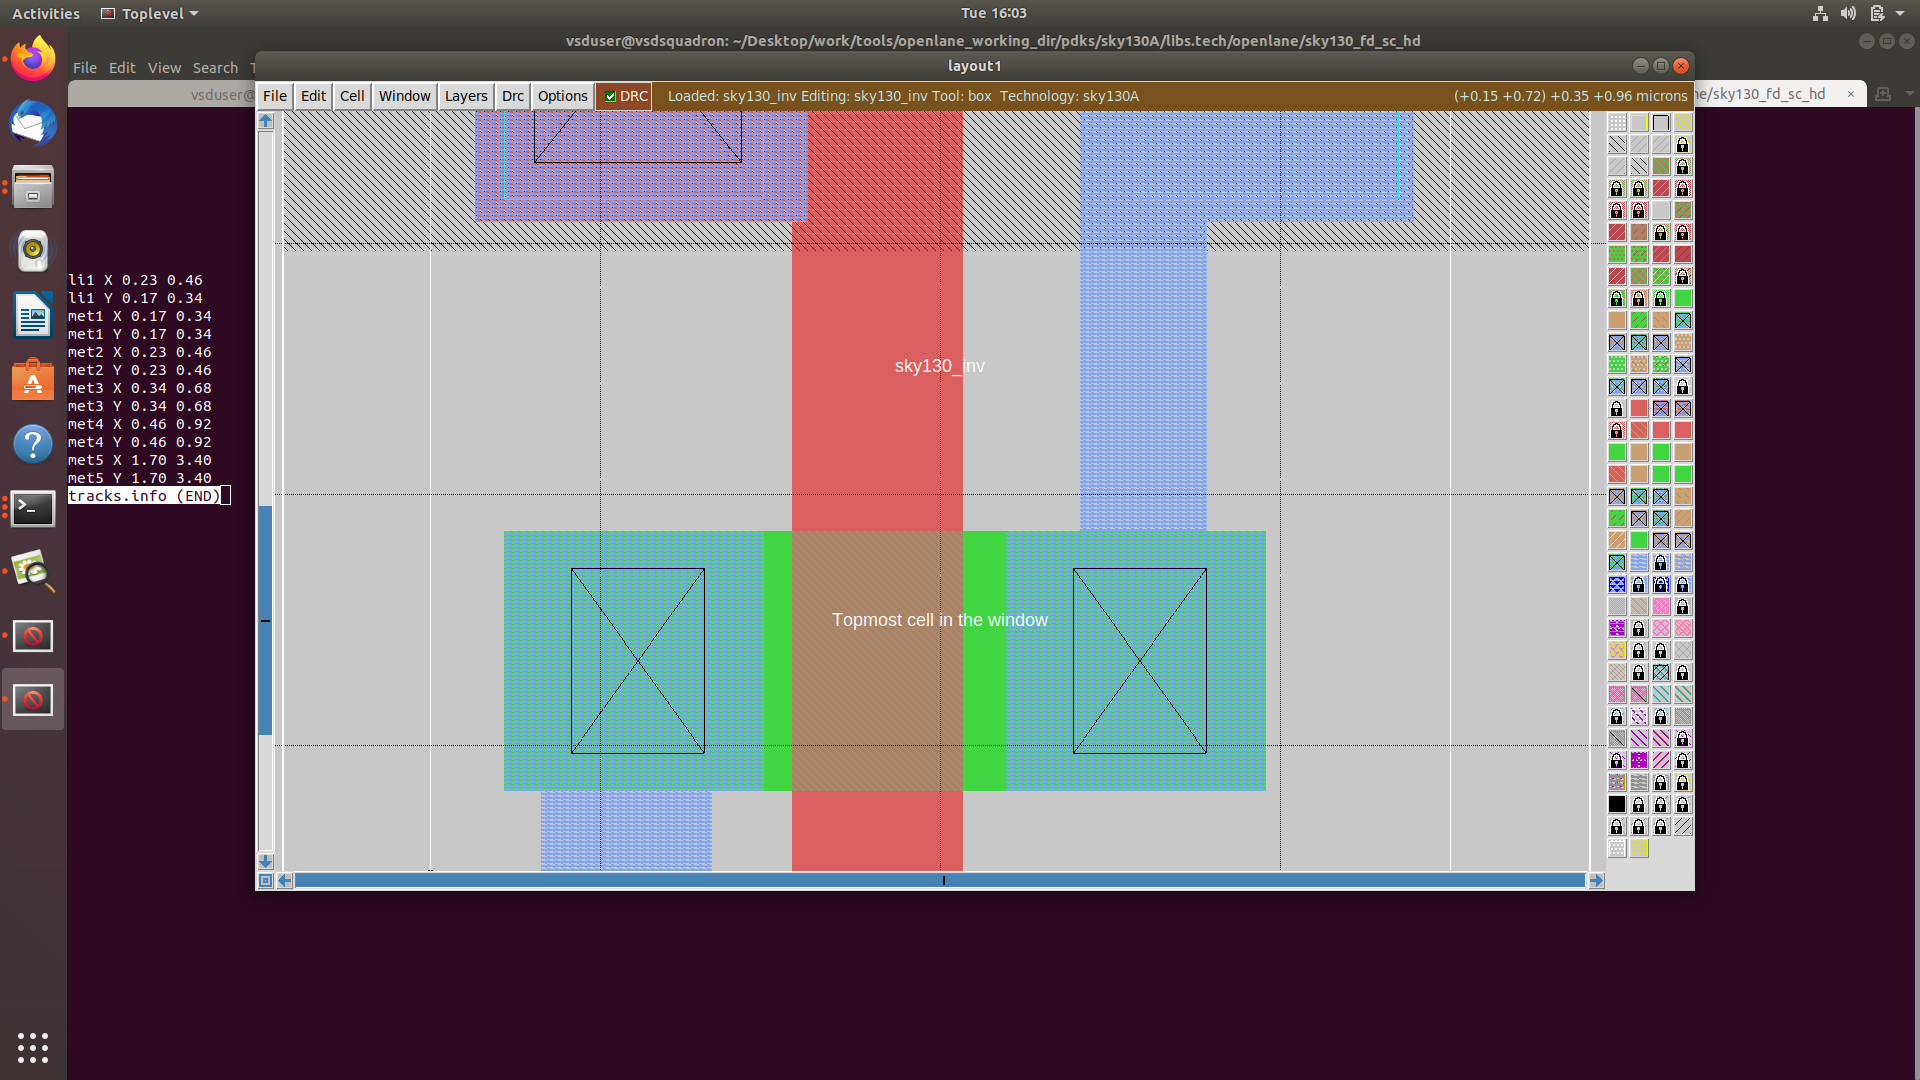 Activities Toplevel Tue 16:03
vsduser@vsdsquadron: ~/Desktop/work/tools/openlane_working_dir/pdks/sky130A/libs.tech/openlane/sky130_fd_sc_hd
File Edit View Search
layout1
vsduser@
ne/sky130_fd_sc_hd ×
File Edit Cell Window Layers Drc Options DRC Loaded: sky130_inv Editing: sky130_inv Tool: box Technology: sky130A (+0.15 +0.72) +0.35 +0.96 microns
li1 X 0.23 0.46
li1 Y 0.17 0.34
met1 X 0.17 0.34
met1 Y 0.17 0.34
met2 X 0.23 0.46
met2 Y 0.23 0.46
met3 X 0.34 0.68
met3 Y 0.34 0.68
met4 X 0.46 0.92
met4 Y 0.46 0.92
met5 X 1.70 3.40
met5 Y 1.70 3.40
tracks.info (END)
sky130_inv
Topmost cell in the window